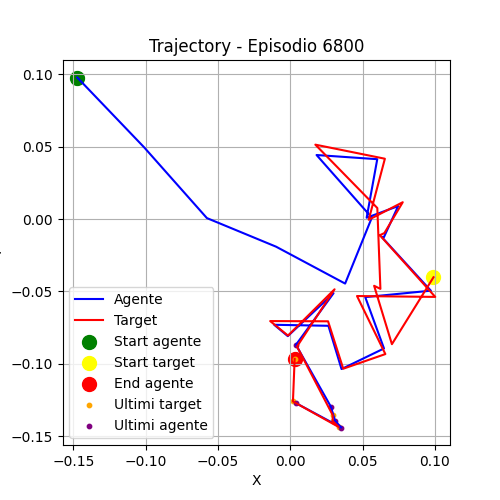 Trajectory - Episodio 6800
0.10
0.05
0.00
−0.05
−0.10
−0.15
Agente
Target
Start agente
Start target
End agente
Ultimi target
Ultimi agente
−0.15
−0.10
−0.05
0.00
0.05
0.10
X